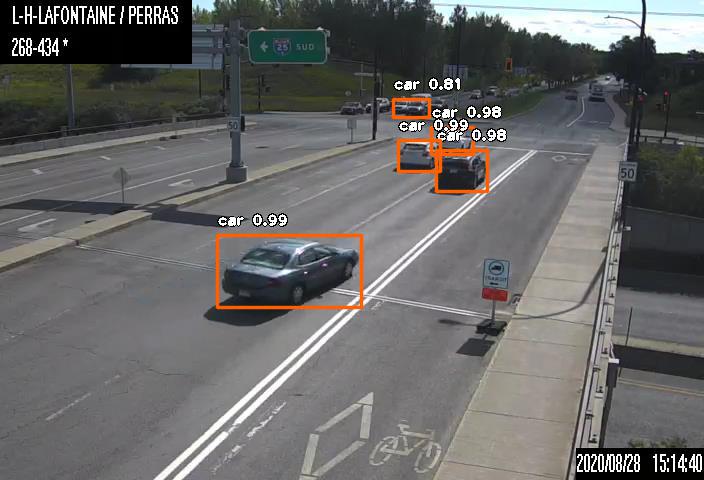 L-H-LAFONTAINE / PERRAS
268-434 *
25 SUD
car 0.81
car 0.98
car 0.99
car 0.98
50
50
car 0.99
2020/08/28 15:14:40